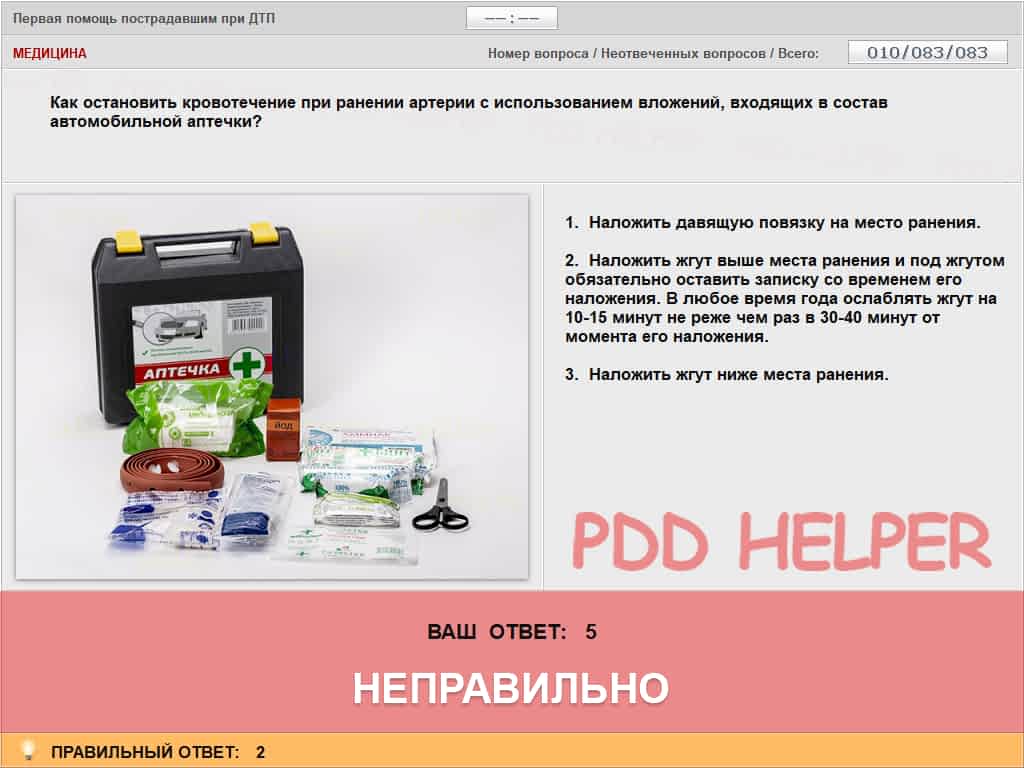 Первая помощь пострадавшим при ДТП
−− : −−
МЕДИЦИНА
Номер вопроса / Неотвеченных вопросов / Всего:
010/083/083
Как остановить кровотечение при ранении артерии с использованием вложений, входящих в состав
автомобильной аптечки?
АПТЕЧКА
йод
1. Наложить давящую повязку на место ранения.
2. Наложить жгут выше места ранения и под жгутом
обязательно оставить записку со временем его
наложения. В любое время года ослаблять жгут на
10-15 минут не реже чем раз в 30-40 минут от
момента его наложения.
3. Наложить жгут ниже места ранения.
PDD HELPER
ВАШ ОТВЕТ: 5
НЕПРАВИЛЬНО
ПРАВИЛЬНЫЙ ОТВЕТ: 2